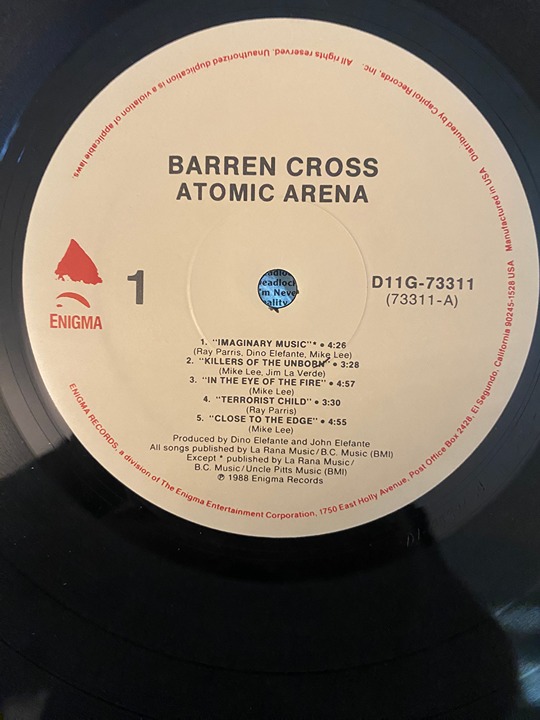 BARREN CROSS
ATOMIC ARENA
1
D11G-73311
(73311-A)
ENIGMA
1. "IMAGINARY MUSIC"* • 4:26
(Ray Parris, Dino Elefante, Mike Lee)
2. "KILLERS OF THE UNBORN" • 3:28
(Mike Lee, Jim La Verde)
3. "IN THE EYE OF THE FIRE" • 4:57
(Mike Lee)
4. "TERRORIST CHILD" • 3:30
(Ray Parris)
5. "CLOSE TO THE EDGE" • 4:55
(Mike Lee)
Produced by Dino Elefante and John Elefante
All songs published by La Rana Music/B.C. Music (BMI)
Except * published by La Rana Music/
B.C. Music/Uncle Pitts Music (BMI)
℗ 1988 Enigma Records
ENIGMA RECORDS, a division of The Enigma Entertainment Corporation, 1750 East Holly Avenue, Post Office Box 2428, El Segundo, California 90245-1528 USA Manufactured in USA Distributed by Capitol Records, Inc. All rights reserved. Unauthorized duplication is a violation of applicable laws.